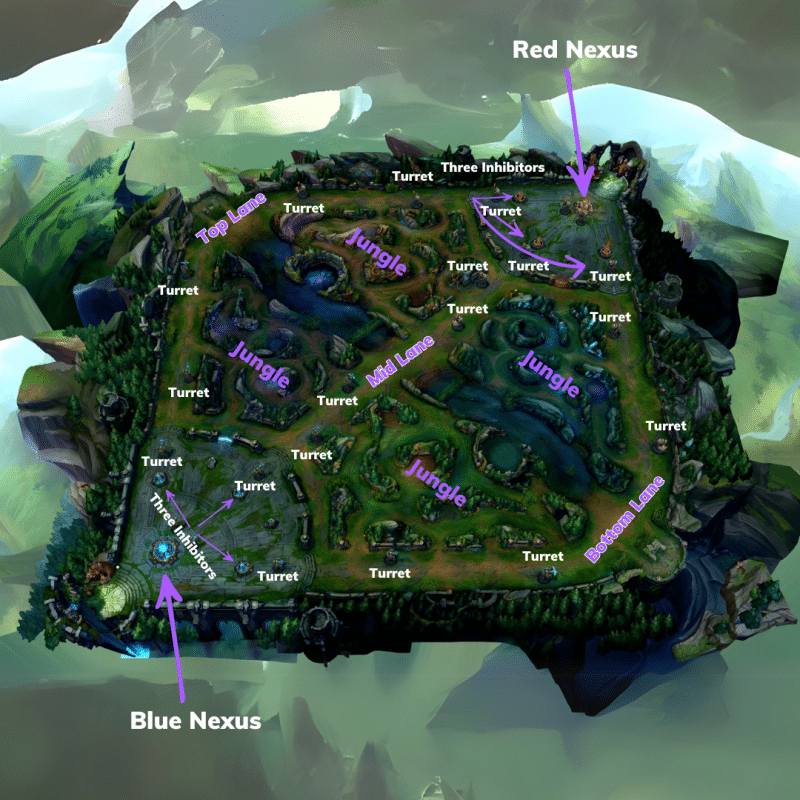 Red Nexus
Three Inhibitors
Turret
Top Lane
Turret
Turret
Jungle
Turret
Turret
Turret
Turret
Turret
Turret
Mid Lane
Jungle
Jungle
Turret
Turret
Turret
Turret
Turret
Jungle
Turret
Bottom Lane
Three Inhibitors
Turret
Turret
Turret
Blue Nexus